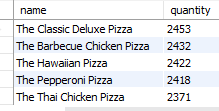 name quantity
The Classic Deluxe Pizza 2453
The Barbecue Chicken Pizza 2432
The Hawaiian Pizza 2422
The Pepperoni Pizza 2418
The Thai Chicken Pizza 2371